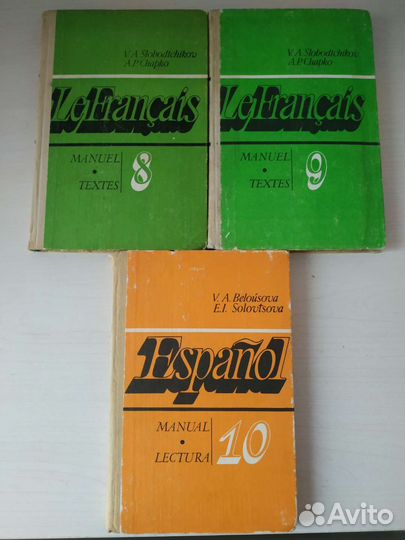 V. A. Slobodtchikov
A. P. Chapko
Le Français
MANUEL
•
TEXTES
8
V. A. Slobodtchikov
A. P. Chapko
Le Français
MANUEL
•
TEXTES
9
V. A. Beloúsova
E. I. Solovtsova
Español
MANUAL
•
LECTURA
10
Avito